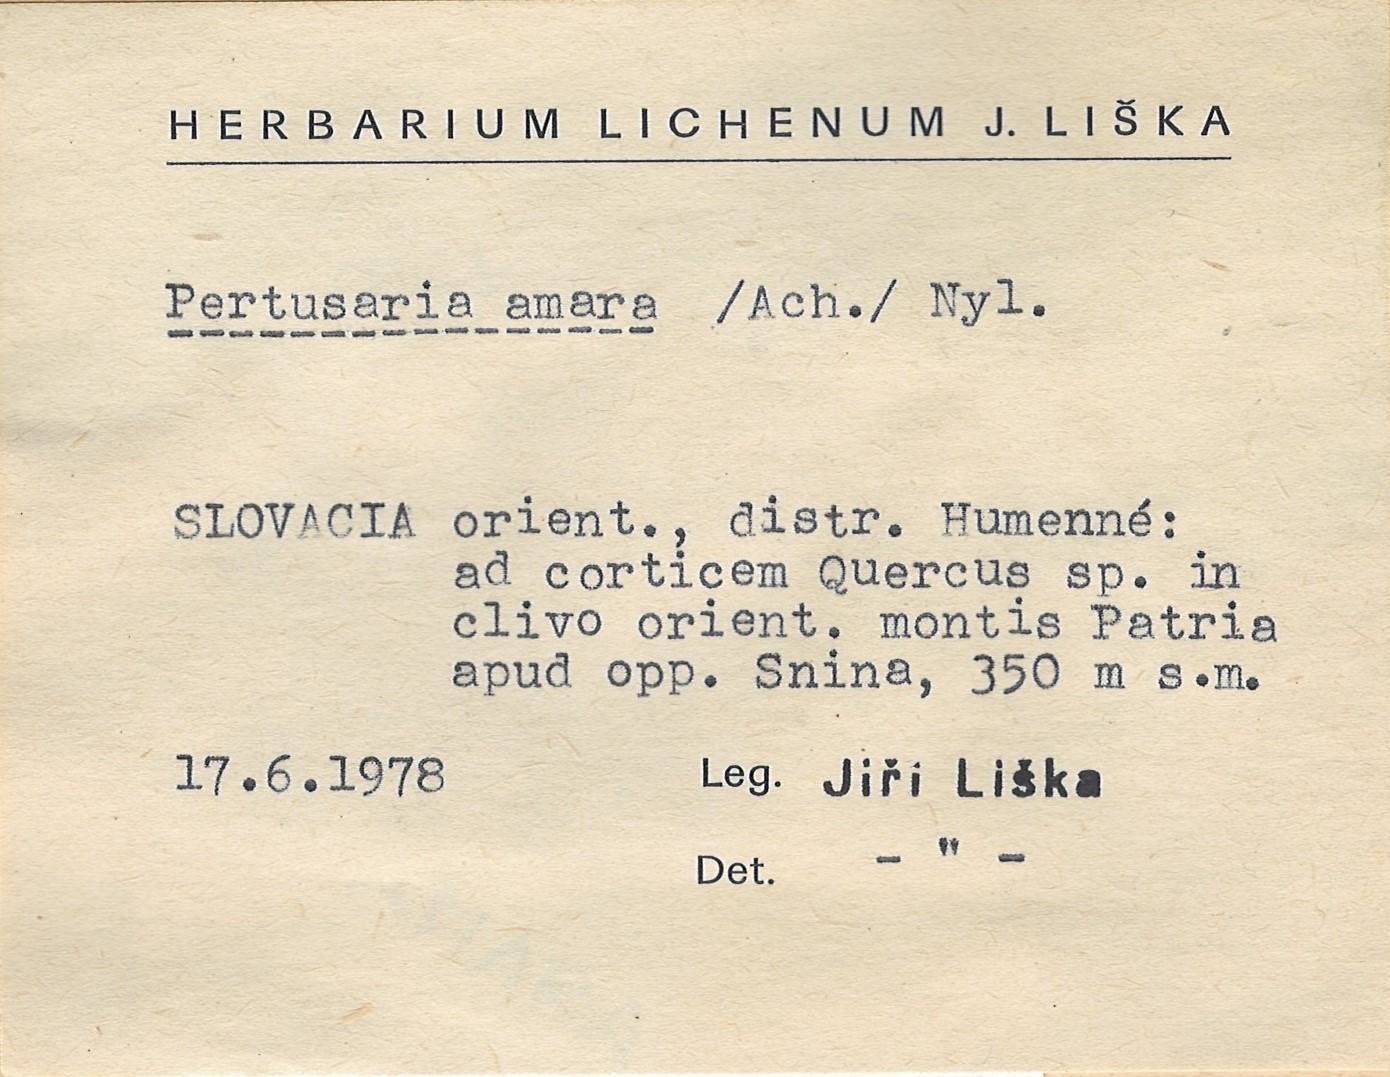 HERBARIUM LICHENUM J. LIŠKA
Pertusaria amara /Ach./ Nyl.
SLOVACIA orient., distr. Humenné:
ad corticem Quercus sp. in
clivo orient. montis Patria
apud opp. Snina, 350 m s.m.
17.6.1978 Leg. Jiří Liška
Det. - " -